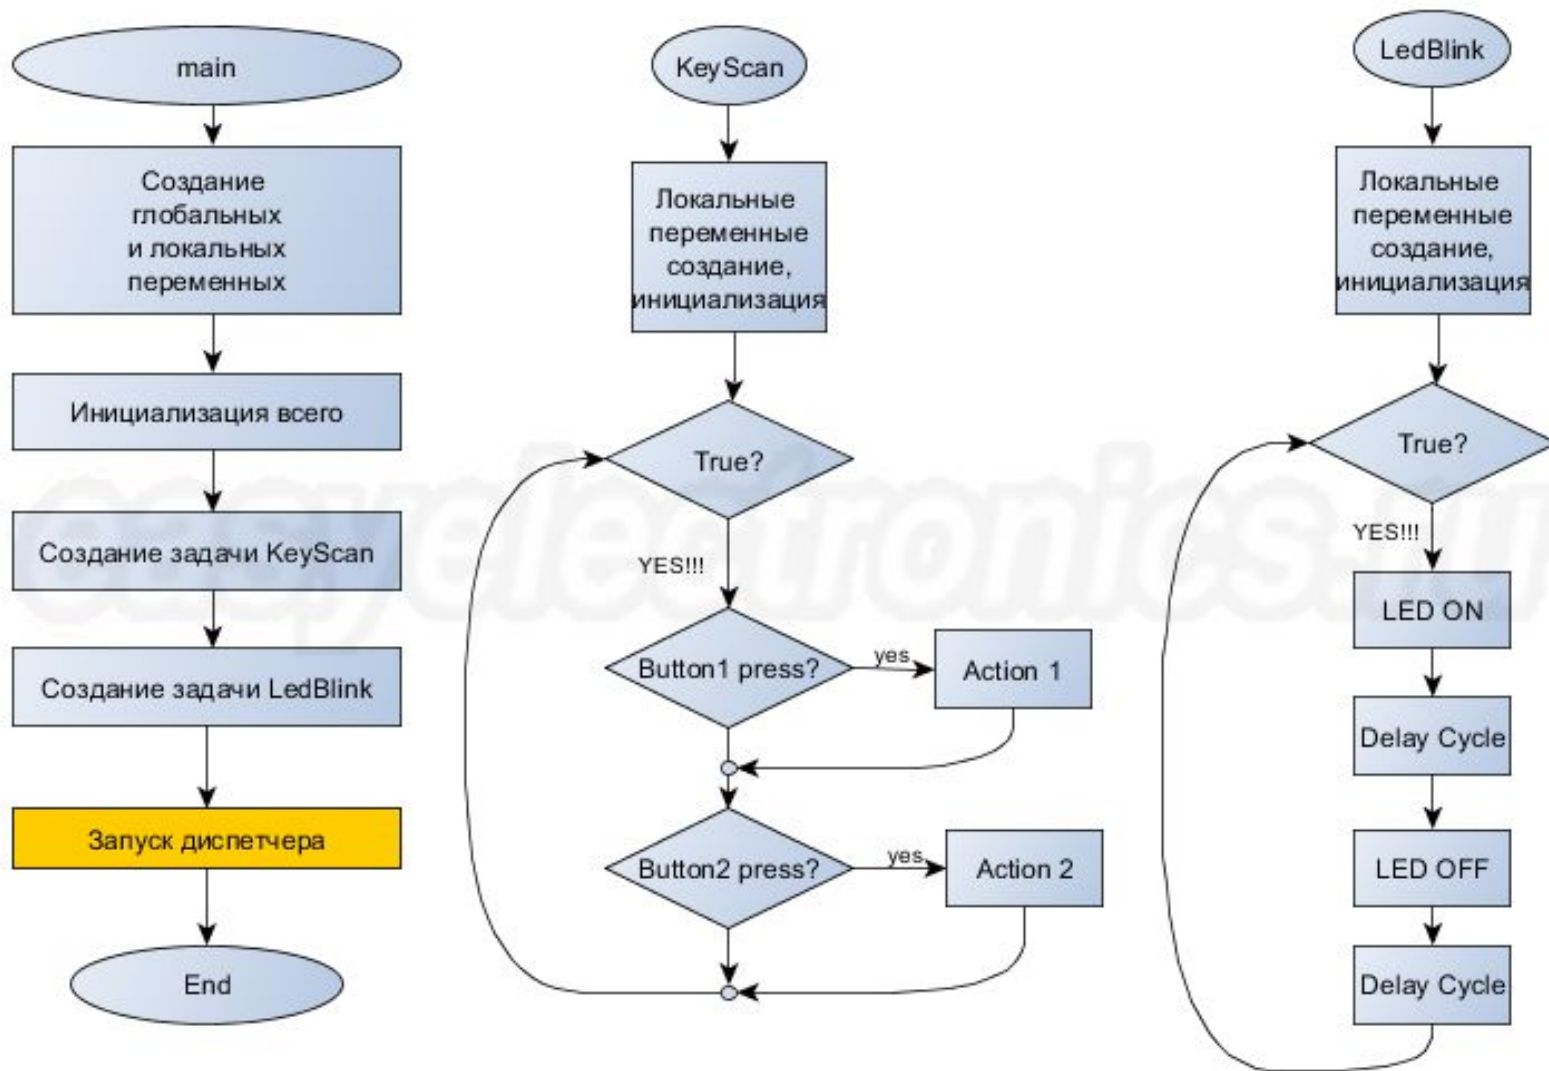 main
Создание
глобальных
и локальных
переменных
Инициализация всего
Создание задачи KeyScan
Создание задачи LedBlink
Запуск диспетчера
End
KeyScan
Локальные
переменные
создание,
инициализация
True?
YES!!!
Button1 press?
yes
Action 1
Button2 press?
yes
Action 2
LedBlink
Локальные
переменные
создание,
инициализация
True?
YES!!!
LED ON
Delay Cycle
LED OFF
Delay Cycle
easyelectronics.ru